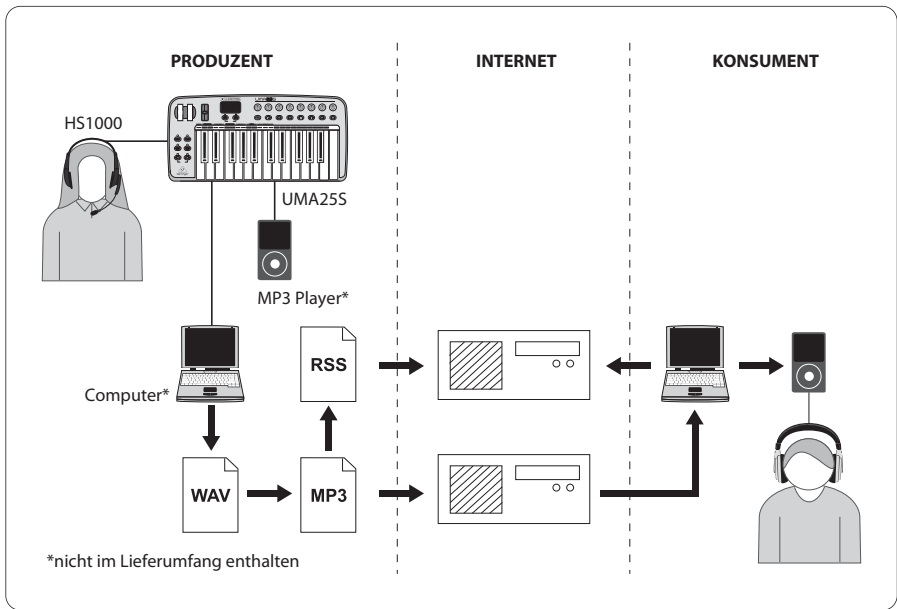 PRODUZENT
INTERNET
KONSUMENT
HS1000
UMA25S
MP3 Player*
Computer*
RSS
WAV
MP3
*nicht im Lieferumfang enthalten